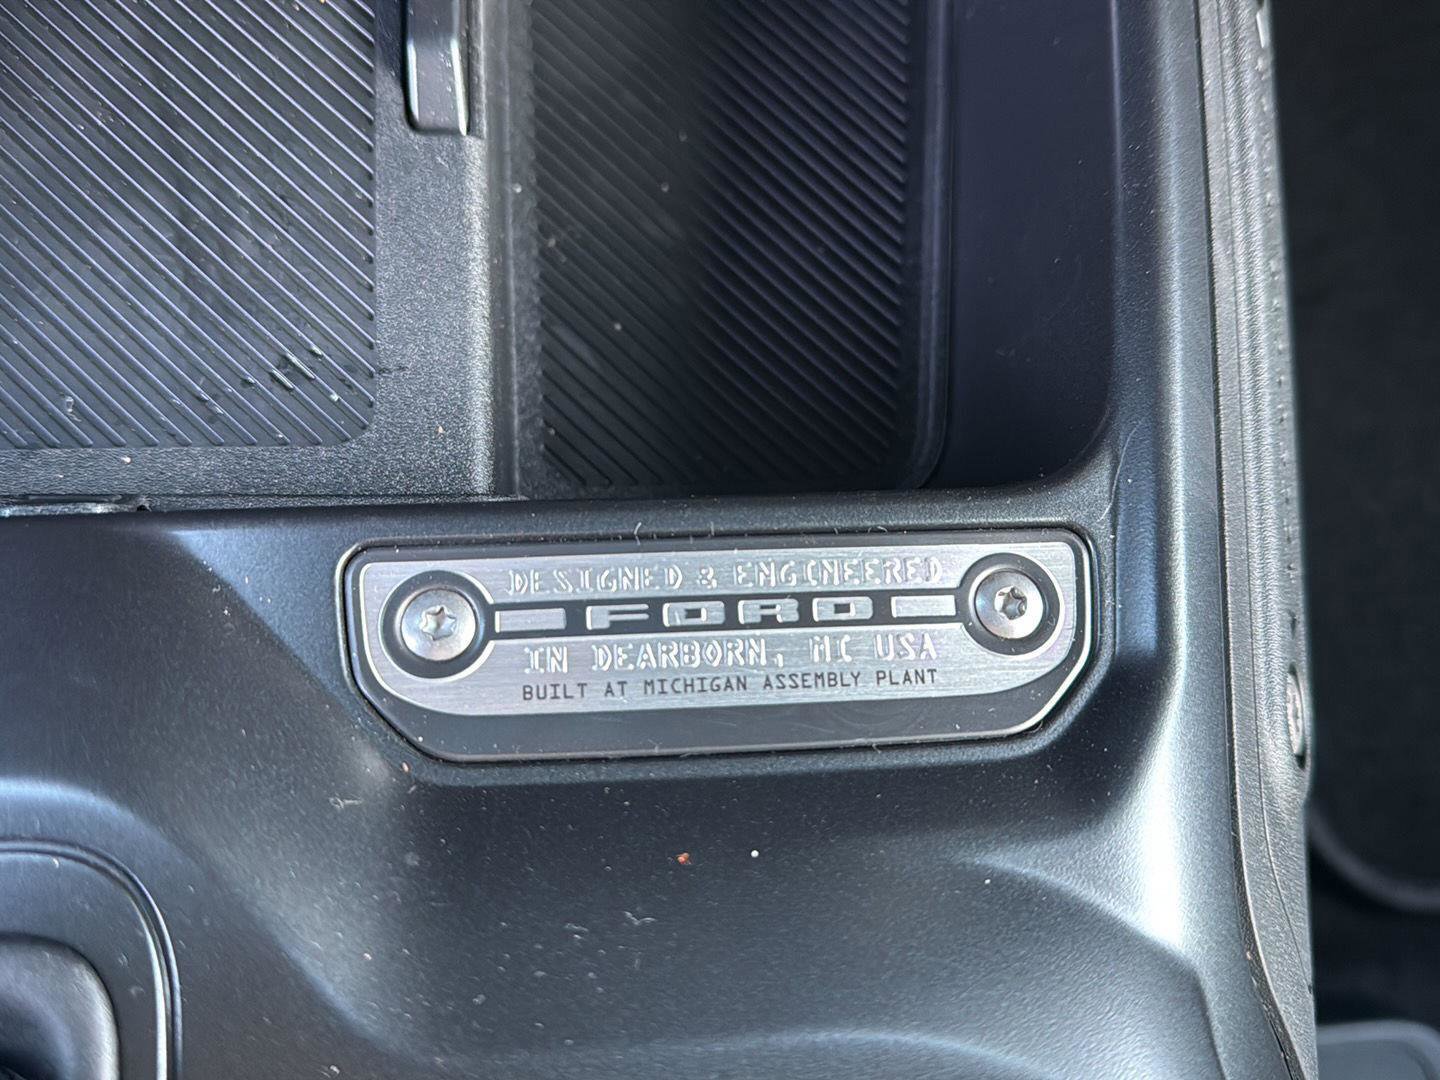 DESIGNED & ENGINEERED
FORD
IN DEARBORN, MI USA
BUILT AT MICHIGAN ASSEMBLY PLANT